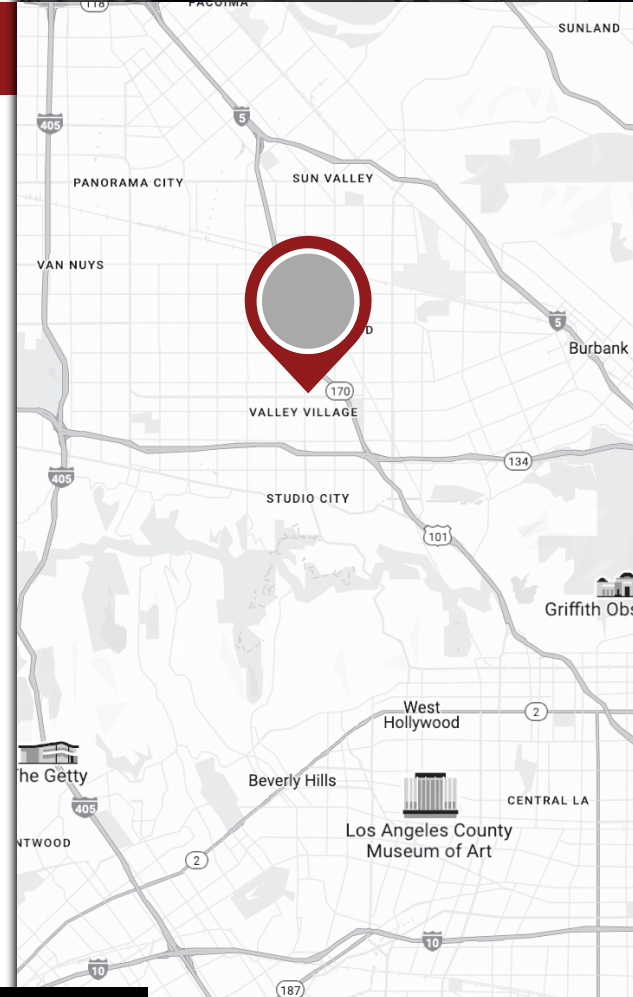 118
PACOIMA
SUNLAND
405
5
PANORAMA CITY
SUN VALLEY
VAN NUYS
D
5
Burbank
170
VALLEY VILLAGE
134
405
STUDIO CITY
101
Griffith Obs
West
Hollywood
2
he Getty
Beverly Hills
405
CENTRAL LA
Los Angeles County
Museum of Art
NTWOOD
2
10
10
187